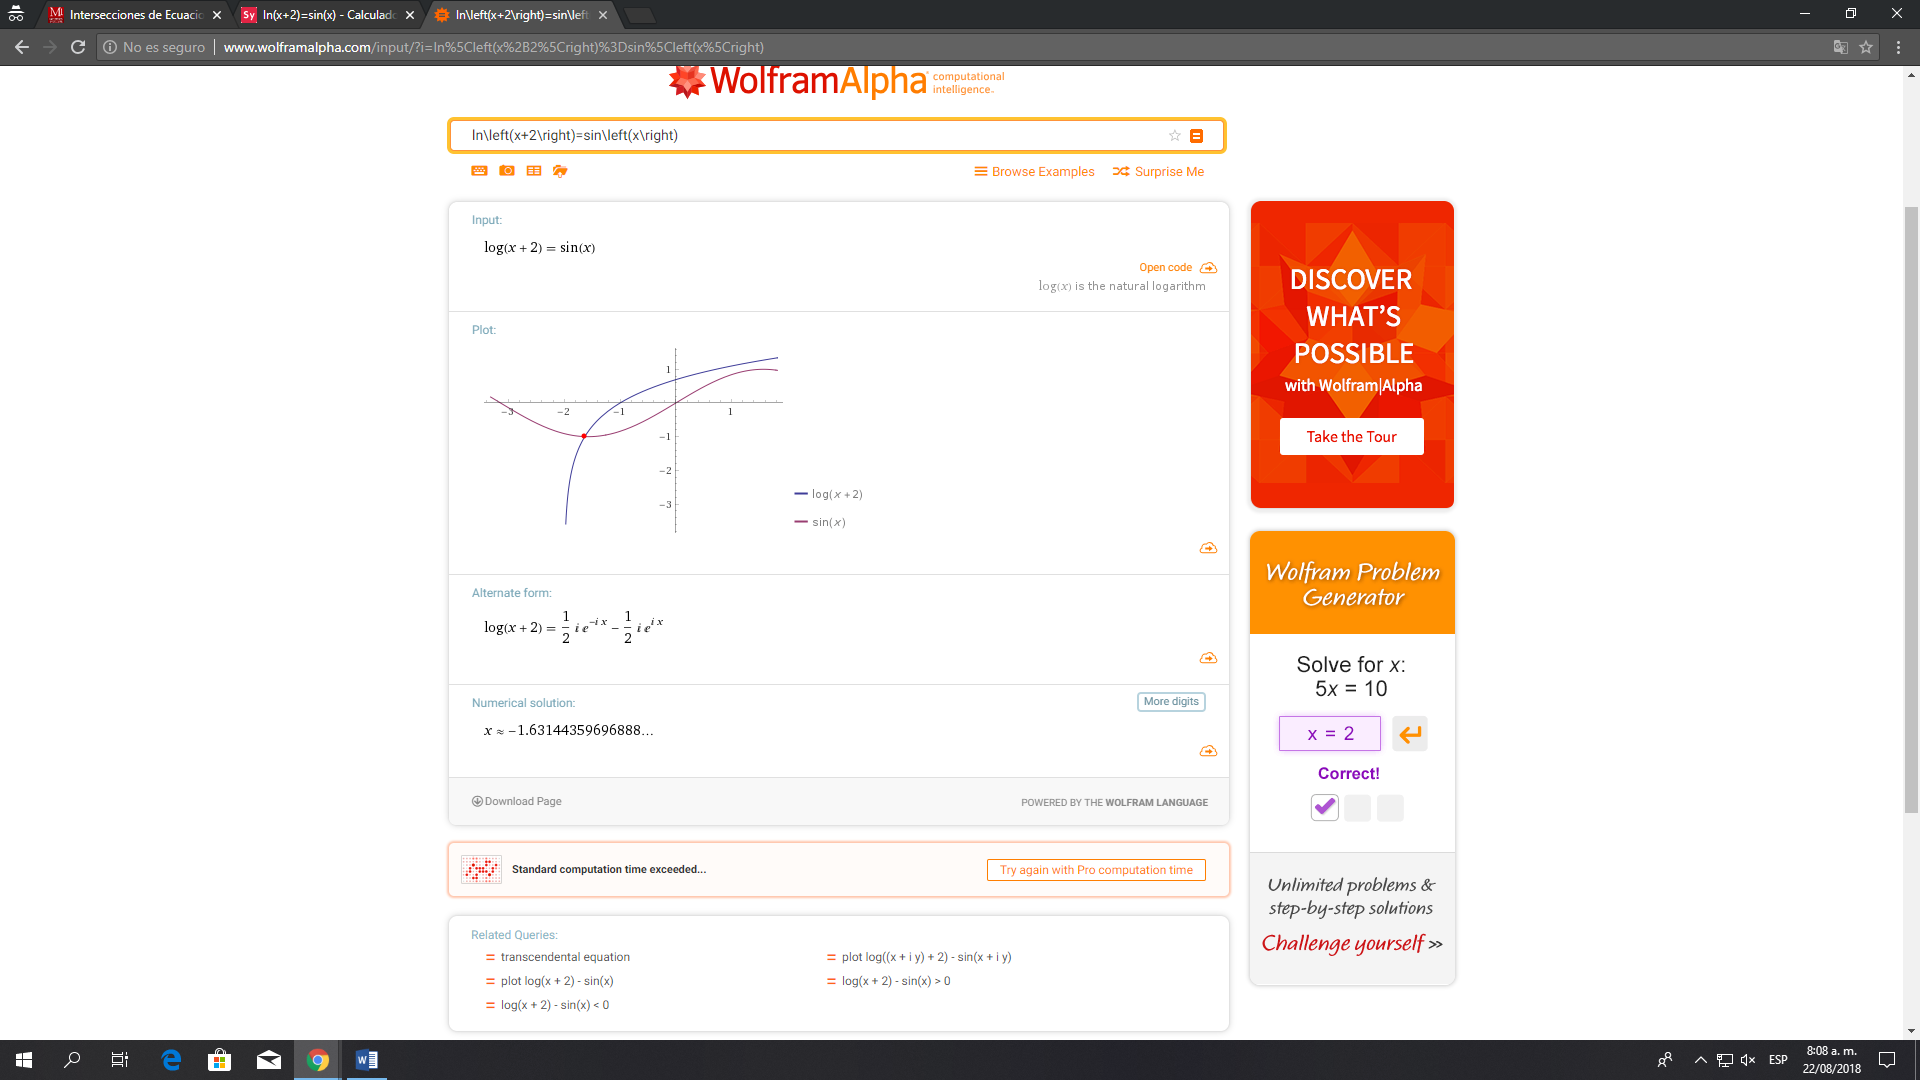 Intersecciones de Ecuacio
ln(x+2)=sin(x) - Calculado
ln\left(x+2\right)=sin\left
No es seguro | www.wolframalpha.com/input/?i=ln%5Cleft(x%2B2%5Cright)%3Dsin%5Cleft(x%5Cright)
WolframAlpha computational intelligence.
ln\left(x+2\right)=sin\left(x\right)
Browse Examples Surprise Me
Input:
log(x + 2) = sin(x)
Open code
log(x) is the natural logarithm
Plot:
1
-3 -2 -1 1
-1
-2
-3
log(x + 2)
sin(x)
Alternate form:
log(x + 2) = 1/2 i e^(-i x) - 1/2 i e^(i x)
Numerical solution:
More digits
x ≈ -1.63144359696888...
Download Page
POWERED BY THE WOLFRAM LANGUAGE
Standard computation time exceeded...
Try again with Pro computation time
Related Queries:
= transcendental equation
= plot log((x + i y) + 2) - sin(x + i y)
= plot log(x + 2) - sin(x)
= log(x + 2) - sin(x) > 0
= log(x + 2) - sin(x) < 0
DISCOVER
WHAT'S
POSSIBLE
with Wolfram|Alpha
Take the Tour
Wolfram Problem
Generator
Solve for x:
5x = 10
x = 2
Correct!
Unlimited problems &
step-by-step solutions
Challenge yourself >>
ESP
8:08 a. m.
22/08/2018